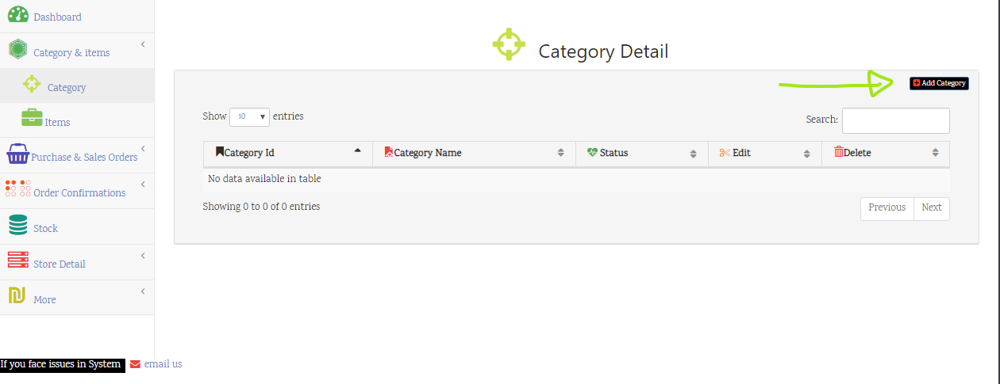 Dashboard
Category & items
Category
Items
Purchase & Sales Orders
Order Confirmations
Stock
Store Detail
More
If you face issues in System email us
Category Detail
Add Category
Show 10 entries
Search:
Category Id Category Name Status Edit Delete
No data available in table
Showing 0 to 0 of 0 entries
Previous Next